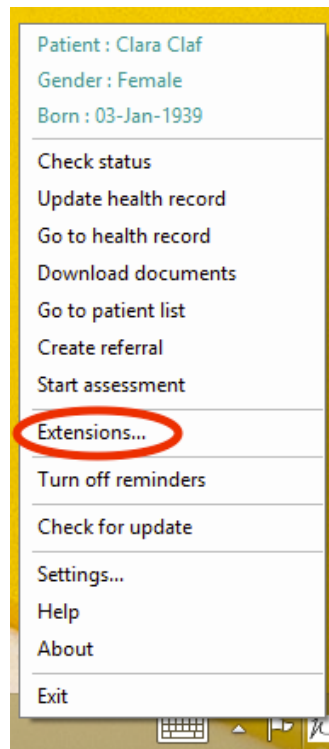 Patient : Clara Claf
Gender : Female
Born : 03-Jan-1939
Check status
Update health record
Go to health record
Download documents
Go to patient list
Create referral
Start assessment
Extensions...
Turn off reminders
Check for update
Settings...
Help
About
Exit